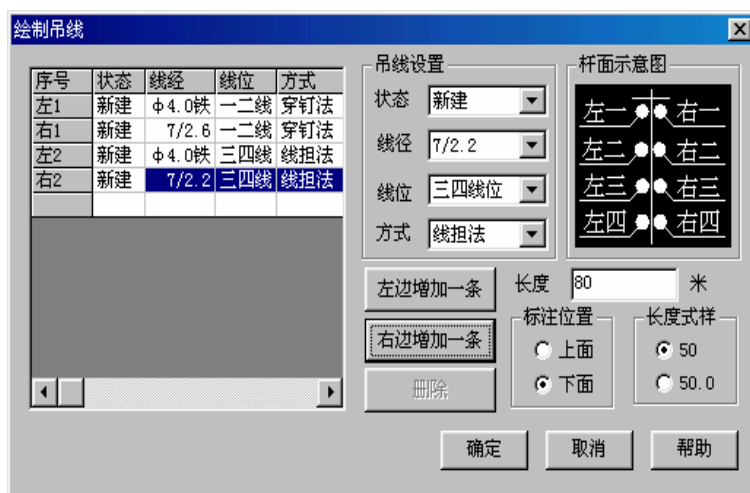 绘制吊线
序号 状态 线经 线位 方式
左1 新建 φ4.0铁 一二线 穿钉法
右1 新建 7/2.6 一二线 穿钉法
左2 新建 φ4.0铁 三四线 线担法
右2 新建 7/2.2 三四线 线担法
吊线设置
状态 新建
线径 7/2.2
线位 三四线位
方式 线担法
杆面示意图
左一 右一
左二 右二
左三 右三
左四 右四
左边增加一条
右边增加一条
删除
长度 80 米
标注位置
上面
下面
长度式样
50
50.0
确定 取消 帮助